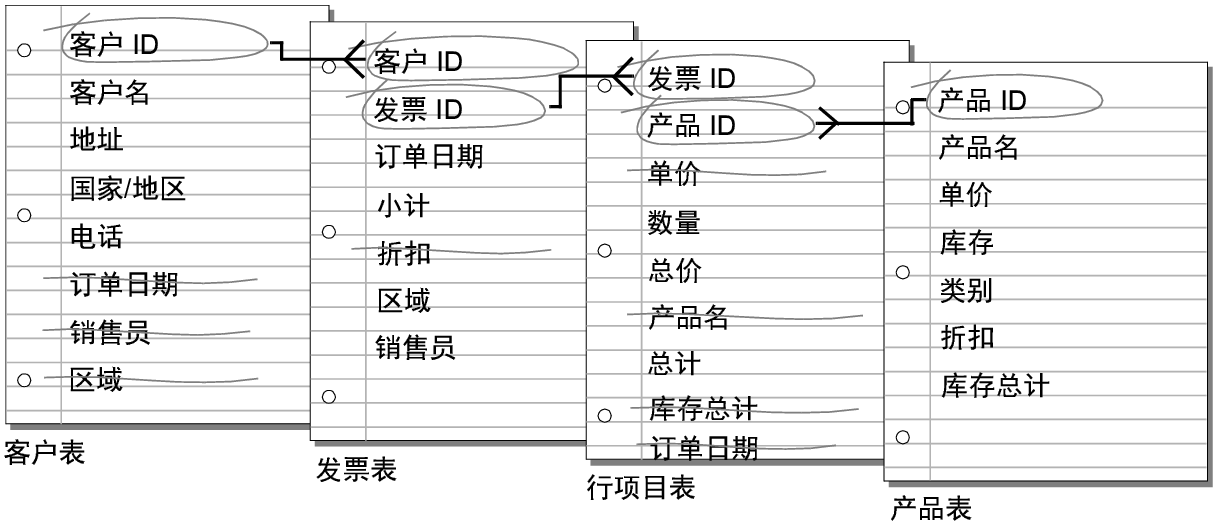 客户 ID
客户名
地址
国家/地区
电话
订单日期
销售员
区域
客户表
客户 ID
发票 ID
订单日期
小计
折扣
区域
销售员
发票表
发票 ID
产品 ID
单价
数量
总价
产品名
总计
库存总计
订单日期
行项目表
产品 ID
产品名
单价
库存
类别
折扣
库存总计
产品表